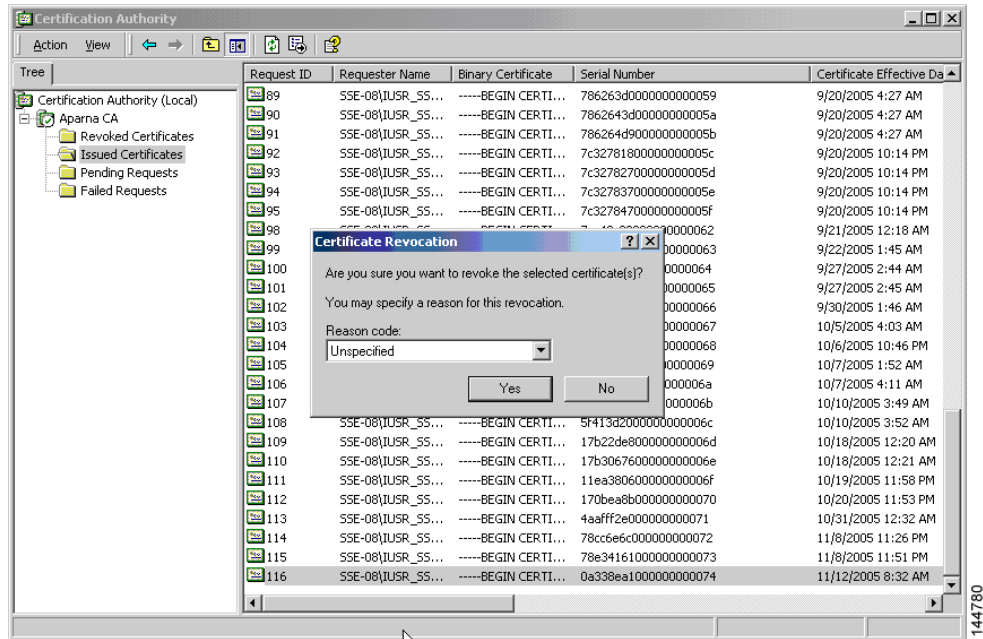 Certification Authority
Action View
Tree
Certification Authority (Local)
Aparna CA
Revoked Certificates
Issued Certificates
Pending Requests
Failed Requests
Request ID Requester Name Binary Certificate Serial Number Certificate Effective Da
89 SSE-08\IUSR_SS... -----BEGIN CERTI... 786263d0000000000059 9/20/2005 4:27 AM
90 SSE-08\IUSR_SS... -----BEGIN CERTI... 7862643d00000000005a 9/20/2005 4:27 AM
91 SSE-08\IUSR_SS... -----BEGIN CERTI... 786264d900000000005b 9/20/2005 4:27 AM
92 SSE-08\IUSR_SS... -----BEGIN CERTI... 7c32781800000000005c 9/20/2005 10:14 PM
93 SSE-08\IUSR_SS... -----BEGIN CERTI... 7c32782700000000005d 9/20/2005 10:14 PM
94 SSE-08\IUSR_SS... -----BEGIN CERTI... 7c32783700000000005e 9/20/2005 10:14 PM
95 SSE-08\IUSR_SS... -----BEGIN CERTI... 7c32784700000000005f 9/20/2005 10:14 PM
98 9/21/2005 12:18 AM
99 0000063 9/22/2005 1:45 AM
100 0000064 9/27/2005 2:44 AM
101 0000065 9/27/2005 2:45 AM
102 0000066 9/30/2005 1:46 AM
103 0000067 10/5/2005 4:03 AM
104 0000068 10/6/2005 10:46 PM
105 0000069 10/7/2005 1:52 AM
106 000006a 10/7/2005 4:11 AM
107 000006b 10/10/2005 3:49 AM
108 SSE-08\IUSR_SS... -----BEGIN CERTI... 5f413d2000000000006c 10/10/2005 3:52 AM
109 SSE-08\IUSR_SS... -----BEGIN CERTI... 17b22de800000000006d 10/18/2005 12:20 AM
110 SSE-08\IUSR_SS... -----BEGIN CERTI... 17b3067600000000006e 10/18/2005 12:21 AM
111 SSE-08\IUSR_SS... -----BEGIN CERTI... 11ea380600000000006f 10/19/2005 11:58 PM
112 SSE-08\IUSR_SS... -----BEGIN CERTI... 170bea8b000000000070 10/20/2005 11:53 PM
113 SSE-08\IUSR_SS... -----BEGIN CERTI... 4aafff2e000000000071 10/31/2005 12:32 AM
114 SSE-08\IUSR_SS... -----BEGIN CERTI... 78cc6e6c000000000072 11/8/2005 11:26 PM
115 SSE-08\IUSR_SS... -----BEGIN CERTI... 78e34161000000000073 11/8/2005 11:51 PM
116 SSE-08\IUSR_SS... -----BEGIN CERTI... 0a338ea1000000000074 11/12/2005 8:32 AM
Certificate Revocation
Are you sure you want to revoke the selected certificate(s)?
You may specify a reason for this revocation.
Reason code:
Unspecified
Yes No
144780